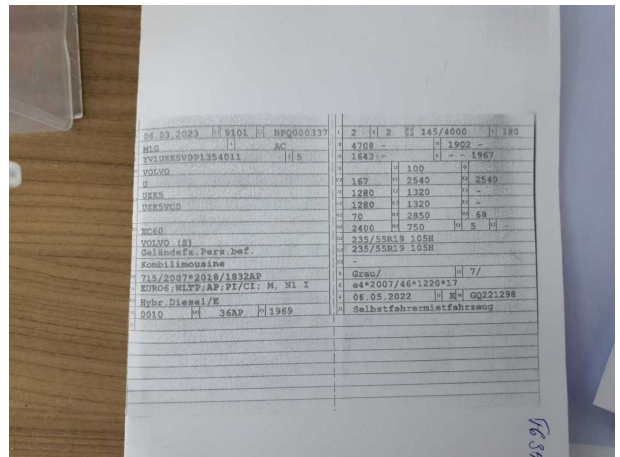 06.03.2023 9101 BPQ000337
M1G AC
YV1UZK5V0P1354011 5
VOLVO
U
UZK5
UZK5VC0
XC60
VOLVO (S)
Geländefz.Pers.bef.
Kombilimousine
715/2007*2018/1832AP
EURO6;WLTP;AP;PI/CI: M, N1 I
Hybr.Diesel/E
0010 36AP 1969
2 2 145/4000 180
4708 - 1902 -
1643 - - - 1967
100
167 2540 2540
1280 1320 -
1280 1320 -
70 2850 68
2400 750 5 -
235/55R19 105H
235/55R19 105H
-
Grau/ 7/
e4*2007/46*1220*17
06.05.2022 K GQ221298
Selbstfahrermietfahrzeug